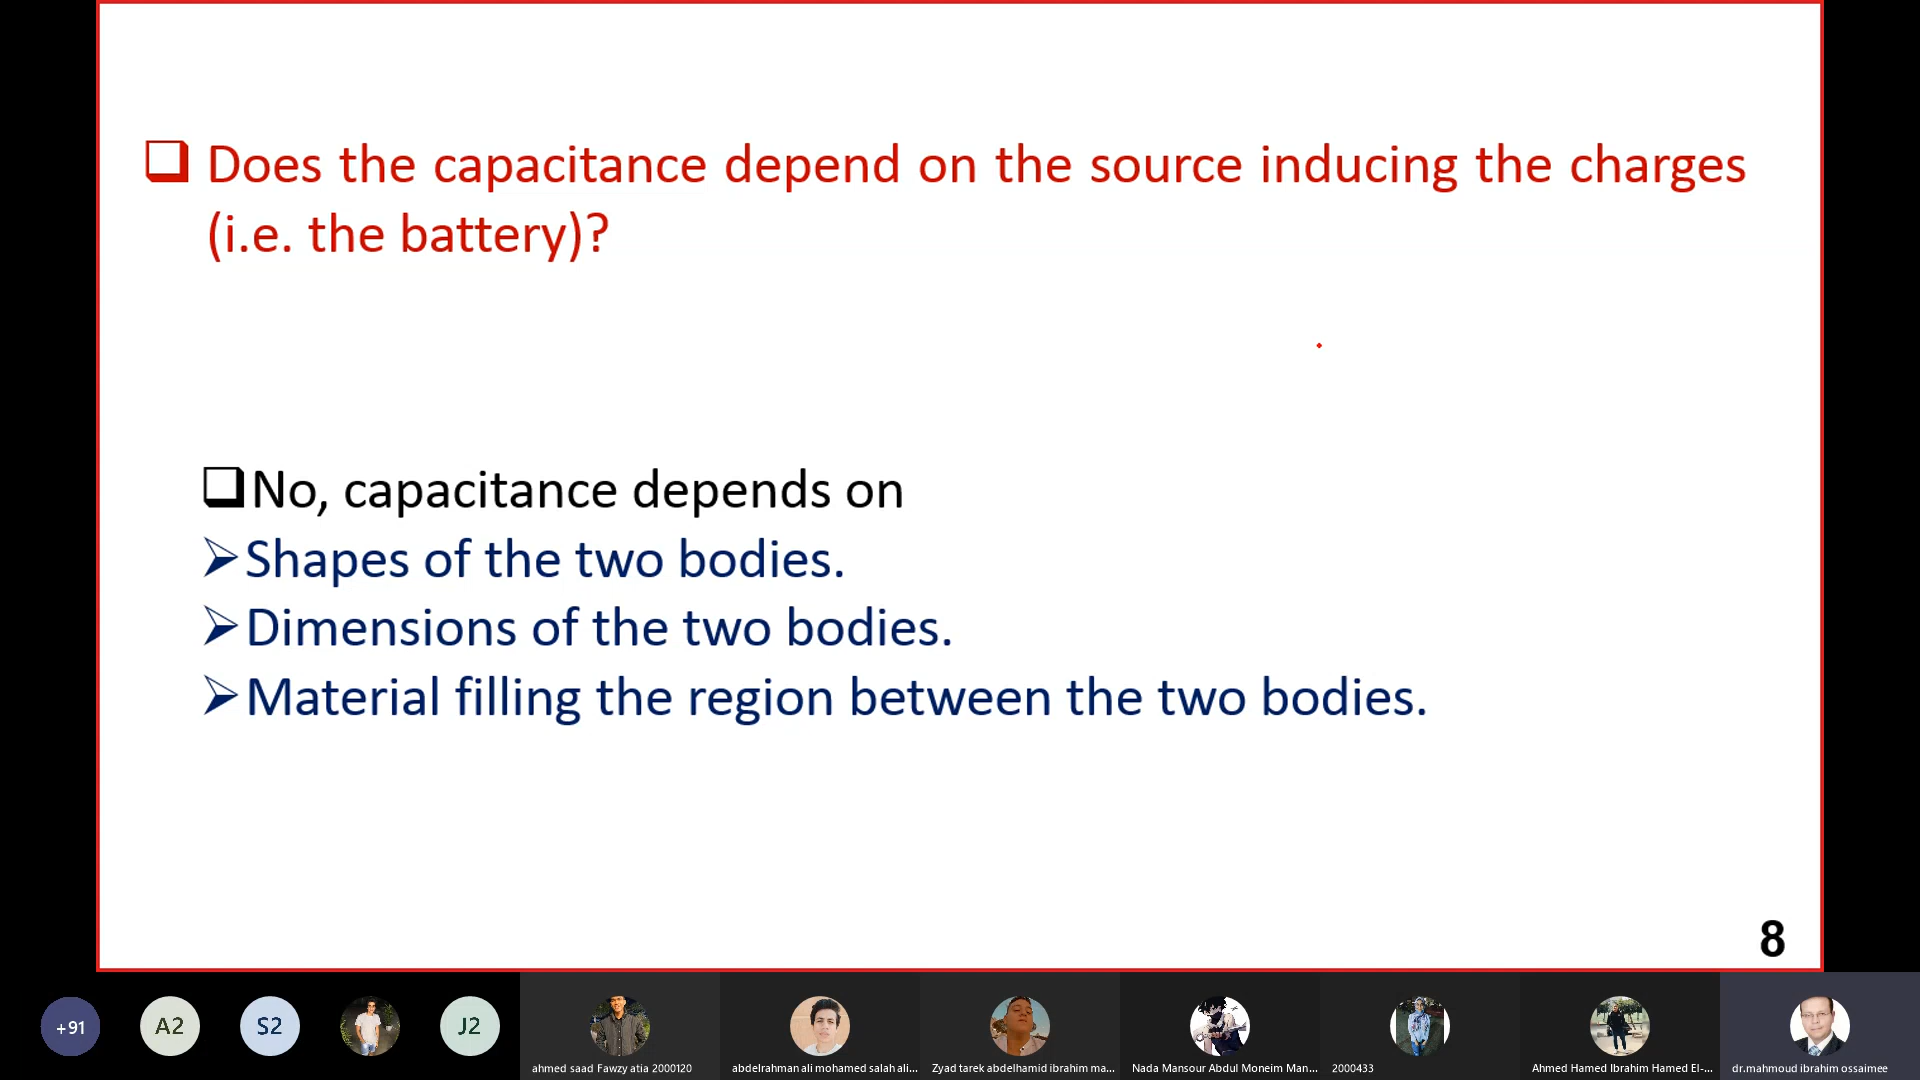 ❑ Does the capacitance depend on the source inducing the charges
(i.e. the battery)?
❑No, capacitance depends on
➢Shapes of the two bodies.
➢Dimensions of the two bodies.
➢Material filling the region between the two bodies.
8
+91
A2
S2
J2
ahmed saad Fawzy atia 2000120
abdelrahman ali mohamed salah ali...
Zyad tarek abdelhamid ibrahim ma...
Nada Mansour Abdul Moneim Man...
2000433
Ahmed Hamed Ibrahim Hamed El-...
dr.mahmoud ibrahim ossaimee